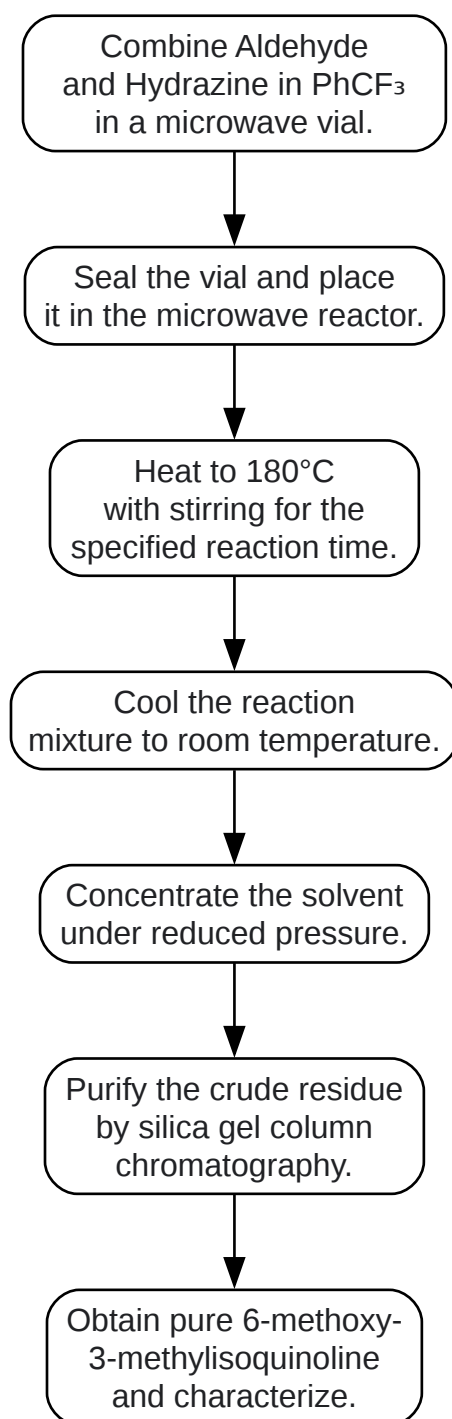 Combine Aldehyde
and Hydrazine in PhCF₃
in a microwave vial.
Seal the vial and place
it in the microwave reactor.
Heat to 180°C
with stirring for the
specified reaction time.
Cool the reaction
mixture to room temperature.
Concentrate the solvent
under reduced pressure.
Purify the crude residue
by silica gel column
chromatography.
Obtain pure 6-methoxy-
3-methylisoquinoline
and characterize.